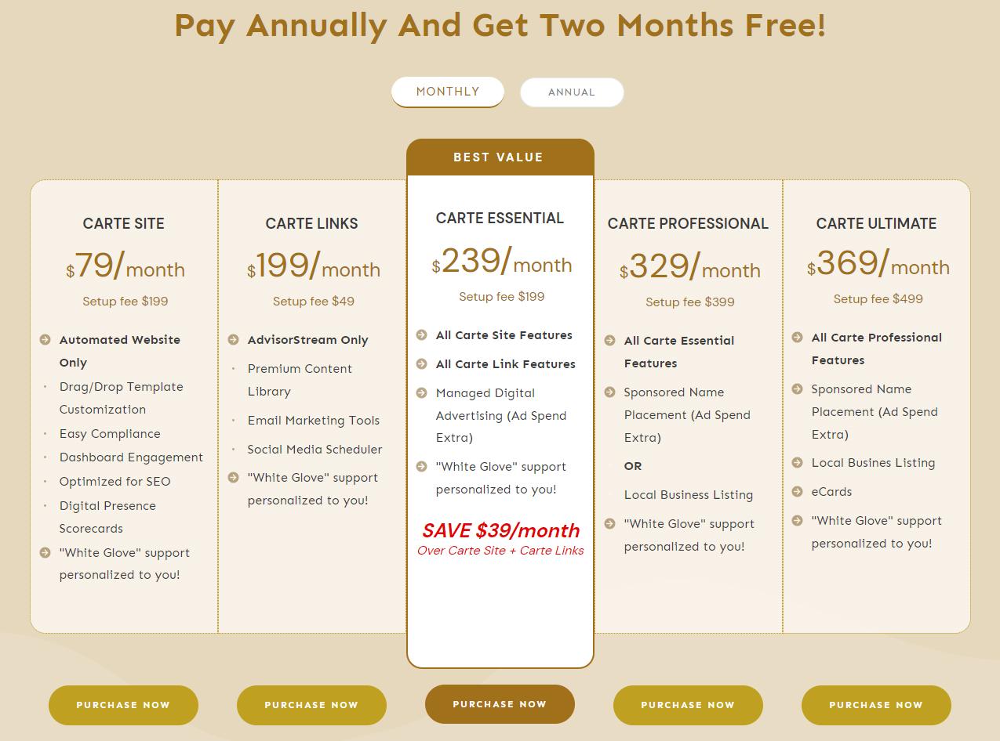 Pay Annually And Get Two Months Free!
MONTHLY
ANNUAL
BEST VALUE
CARTE SITE
$79/month
Setup fee $199
Automated Website
Only
Drag/Drop Template
Customization
Easy Compliance
Dashboard Engagement
Optimized for SEO
Digital Presence
Scorecards
"White Glove" support
personalized to you!
PURCHASE NOW
CARTE LINKS
$199/month
Setup fee $49
AdvisorStream Only
Premium Content
Library
Email Marketing Tools
Social Media Scheduler
"White Glove" support
personalized to you!
PURCHASE NOW
CARTE ESSENTIAL
$239/month
Setup fee $199
All Carte Site Features
All Carte Link Features
Managed Digital
Advertising (Ad Spend
Extra)
"White Glove" support
personalized to you!
SAVE $39/month
Over Carte Site + Carte Links
PURCHASE NOW
CARTE PROFESSIONAL
$329/month
Setup fee $399
All Carte Essential
Features
Sponsored Name
Placement (Ad Spend
Extra)
OR
Local Business Listing
"White Glove" support
personalized to you!
PURCHASE NOW
CARTE ULTIMATE
$369/month
Setup fee $499
All Carte Professional
Features
Sponsored Name
Placement (Ad Spend
Extra)
Local Busines Listing
eCards
"White Glove" support
personalized to you!
PURCHASE NOW